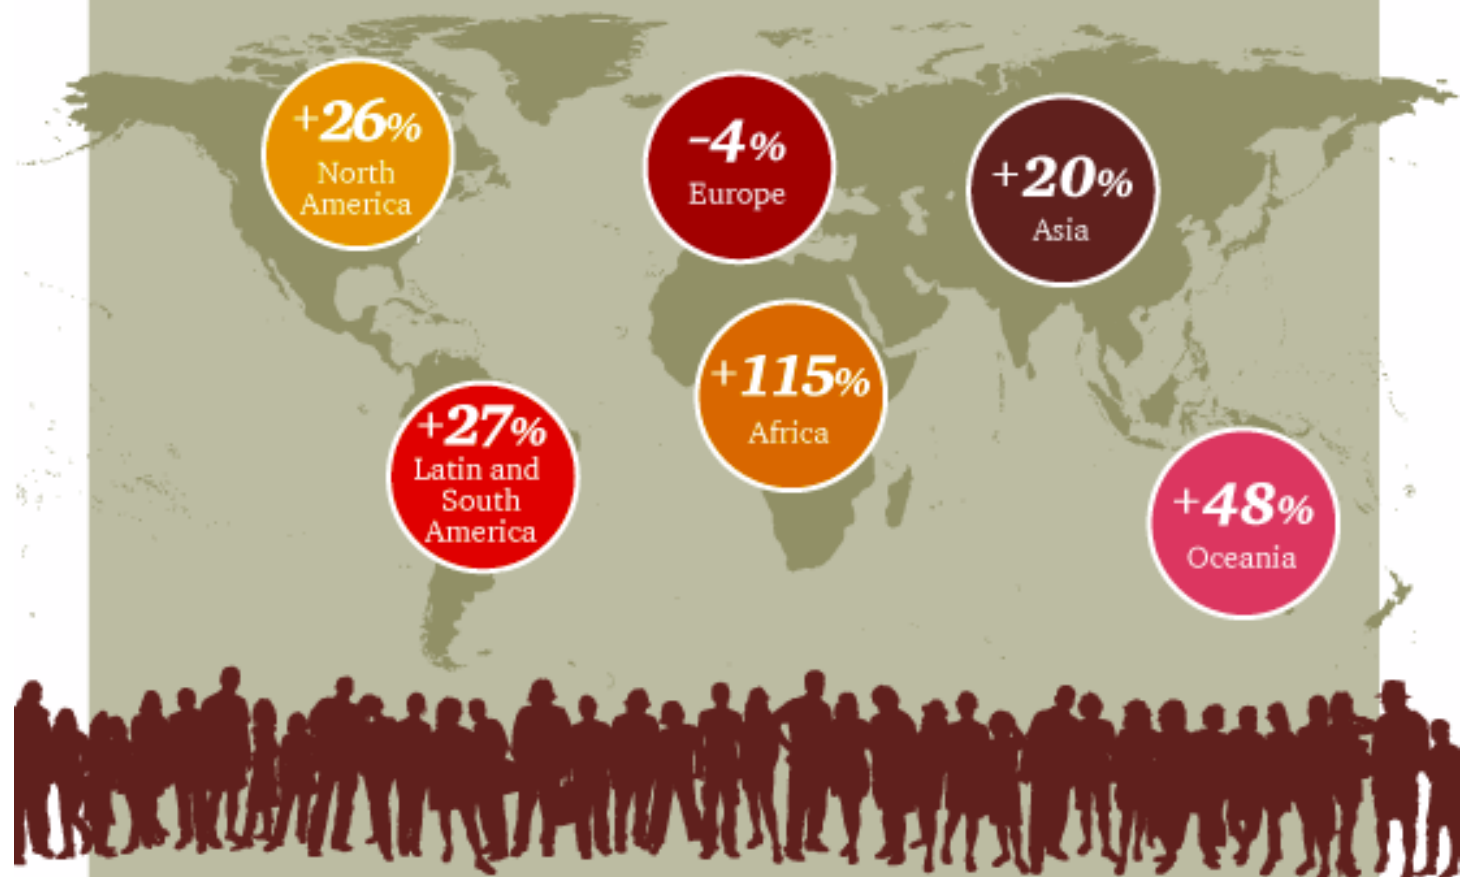 +26%
North
America
-4%
Europe
+20%
Asia
+115%
Africa
+27%
Latin and
South
America
+48%
Oceania